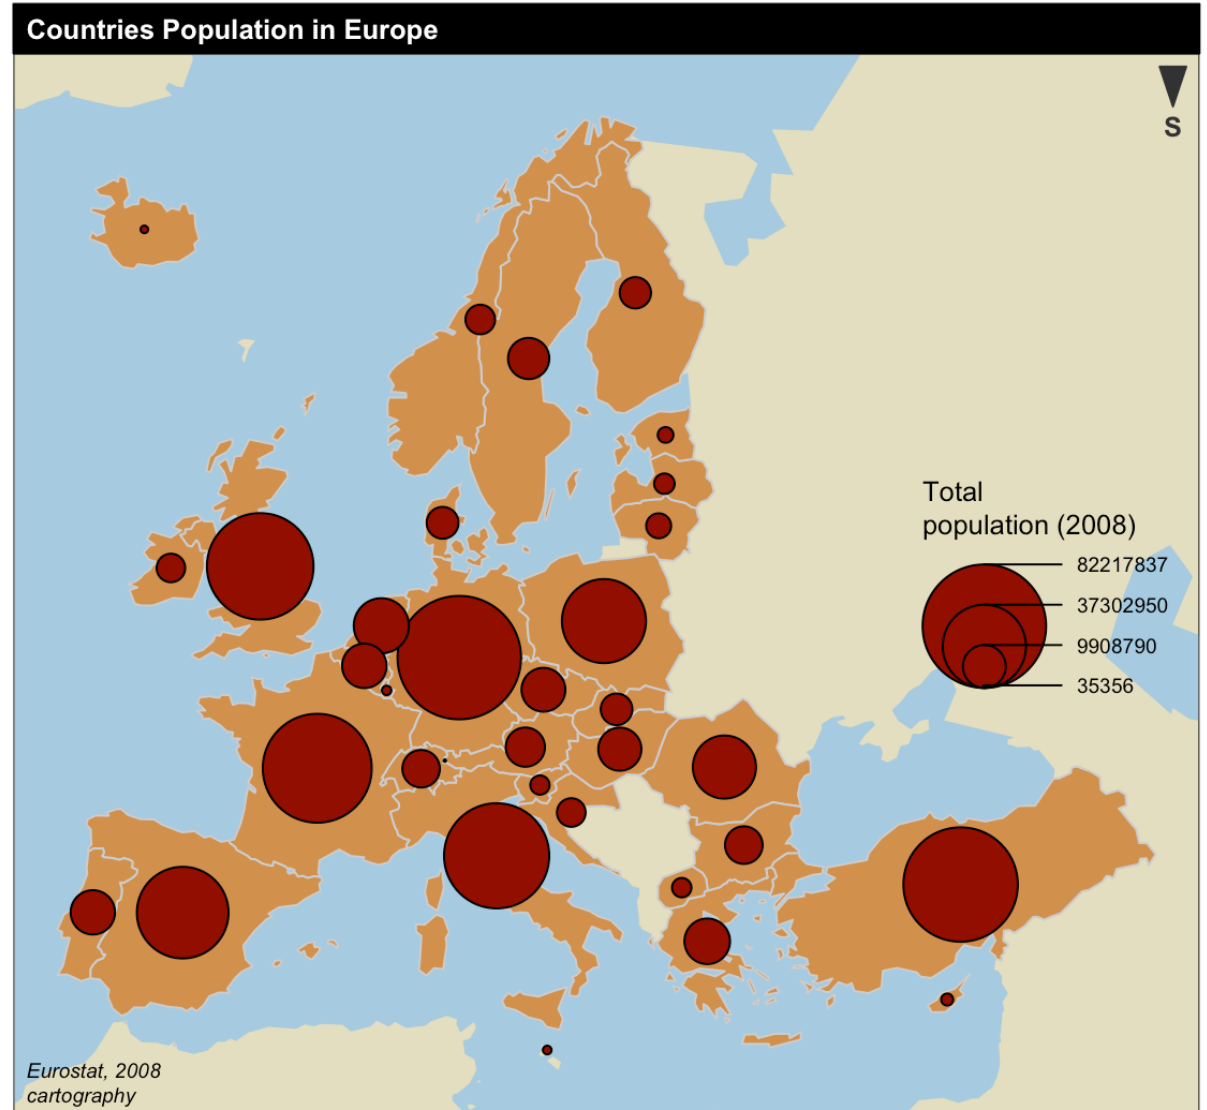 Countries Population in Europe
S
Total
population (2008)
82217837
37302950
9908790
35356
Eurostat, 2008
cartography